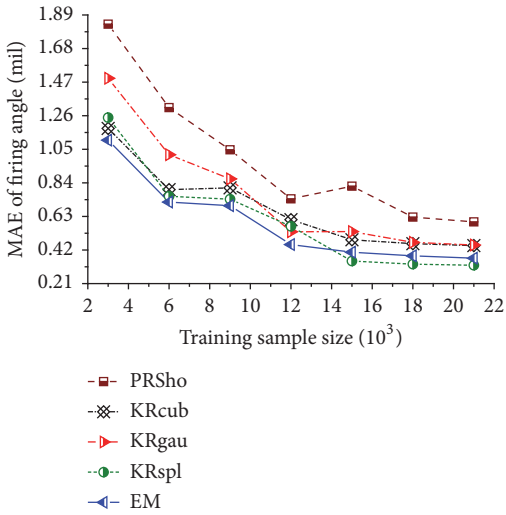 1.89
1.68
1.47
1.26
1.05
0.84
0.63
0.42
0.21
MAE of firing angle (mil)
2 4 6 8 10 12 14 16 18 20 22
Training sample size (10³)
PRSho
KRcub
KRgau
KRspl
EM